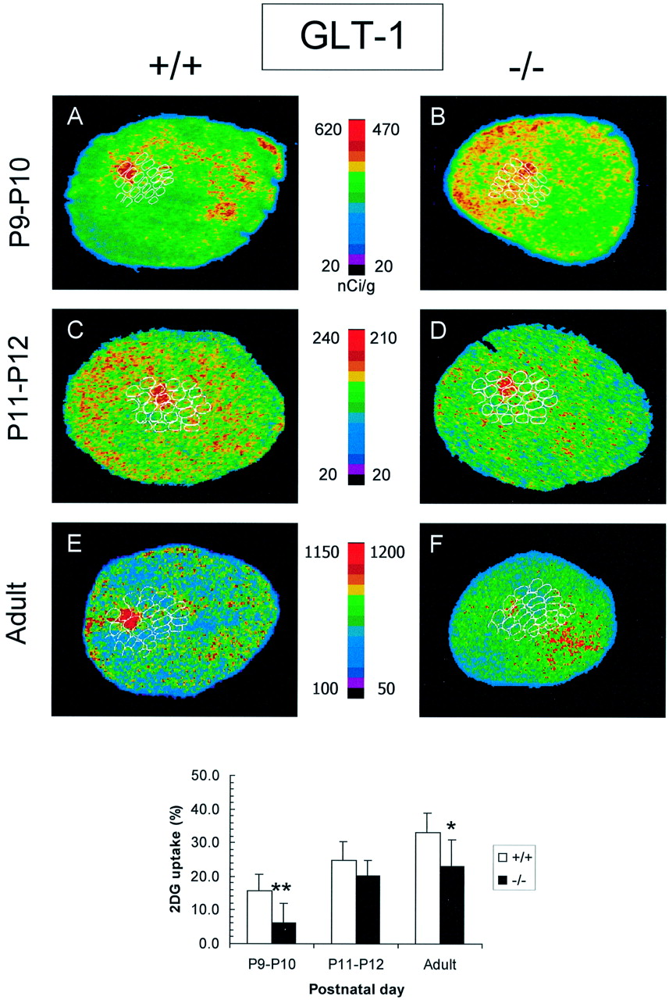 GLT-1
+/+
-/-
P9-P10
A
620 470
20 20
nCi/g
B
P11-P12
C
240 210
20 20
D
Adult
E
1150 1200
100 50
F
2DG uptake (%)
50.0
40.0
30.0
20.0
10.0
0.0
**
*
+/+
-/-
P9-P10 P11-P12 Adult
Postnatal day